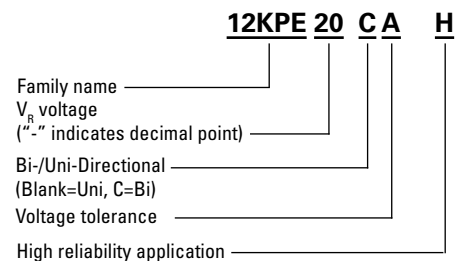 12KPE 20 C A H
Family name
VR voltage
("-" indicates decimal point)
Bi-/Uni-Directional
(Blank=Uni, C=Bi)
Voltage tolerance
High reliability application